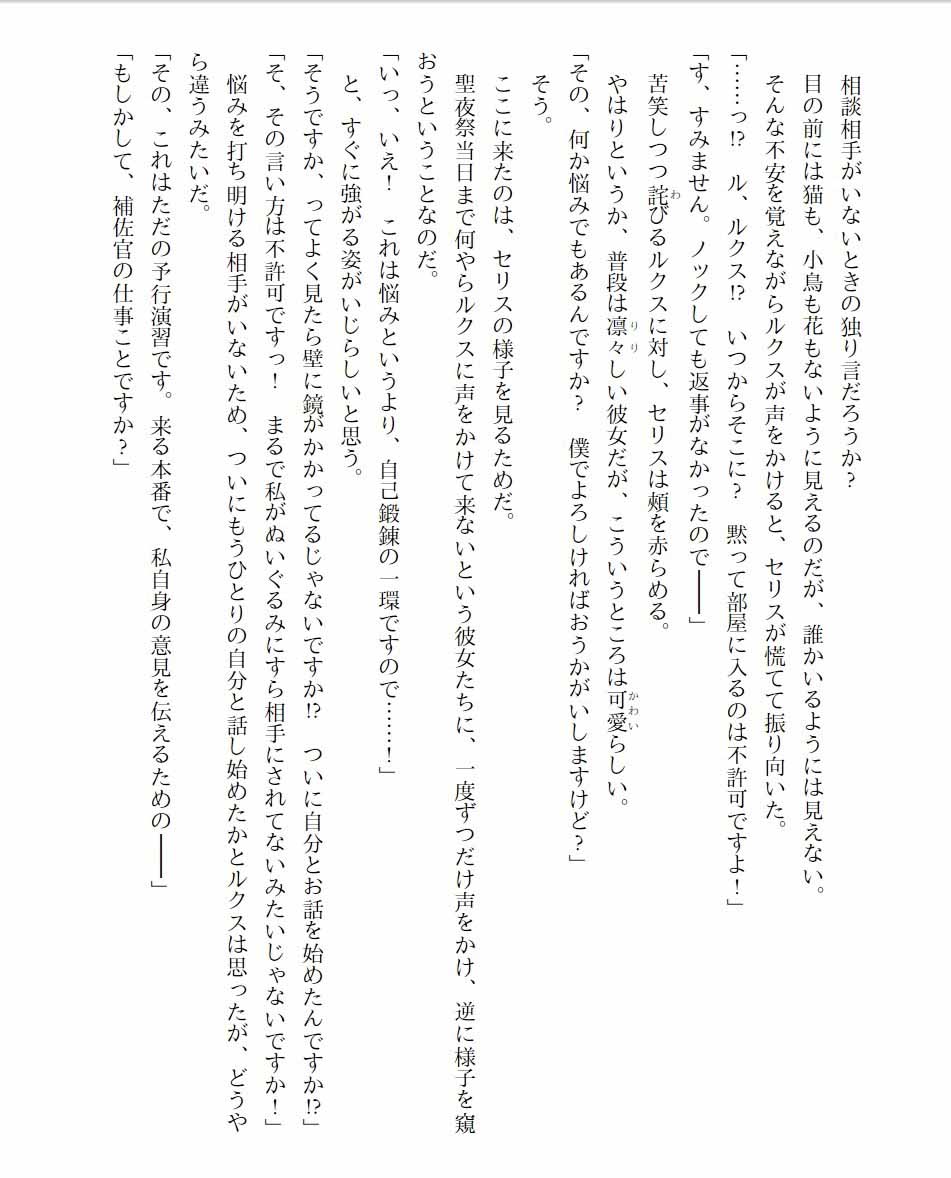 相談相手がいないときの独り言だろうか?
目の前には猫も、小鳥も花もないように見えるのだが、誰かいるようには見えない。
そんな不安を覚えながらルクスが声をかけると、セリスが慌てて振り向いた。
「……っ!? ル、ルクス!? いつからそこに? 黙って部屋に入るのは不許可ですよ!」
「す、すみません。ノックしても返事がなかったので――」
苦笑しつつ詫わびるルクスに対し、セリスは頰を赤らめる。
やはりというか、普段は凛々りりしい彼女だが、こういうところは可愛かわいらしい。
「その、何か悩みでもあるんですか? 僕でよろしければおうかがいしますけど?」
そう。
ここに来たのは、セリスの様子を見るためだ。
聖夜祭当日まで何やらルクスに声をかけて来ないという彼女たちに、一度ずつだけ声をかけ、逆に様子を窺
おうということなのだ。
「いっ、いえ! これは悩みというより、自己鍛錬の一環ですので……!」
と、すぐに強がる姿がいじらしいと思う。
「そうですか、ってよく見たら壁に鏡がかかってるじゃないですか!? ついに自分とお話を始めたんですか!?」
「そ、その言い方は不許可ですっ! まるで私がぬいぐるみにすら相手にされてないみたいじゃないですか!」
悩みを打ち明ける相手がいないため、ついにもうひとりの自分と話し始めたかとルクスは思ったが、どうや
ら違うみたいだ。
「その、これはただの予行演習です。来る本番で、私自身の意見を伝えるための――」
「もしかして、補佐官の仕事ことですか?」